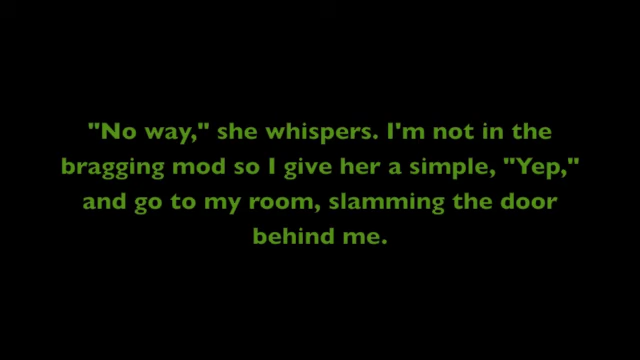 "No way," she whispers. I'm not in the
bragging mod so I give her a simple, "Yep,"
and go to my room, slamming the door
behind me.